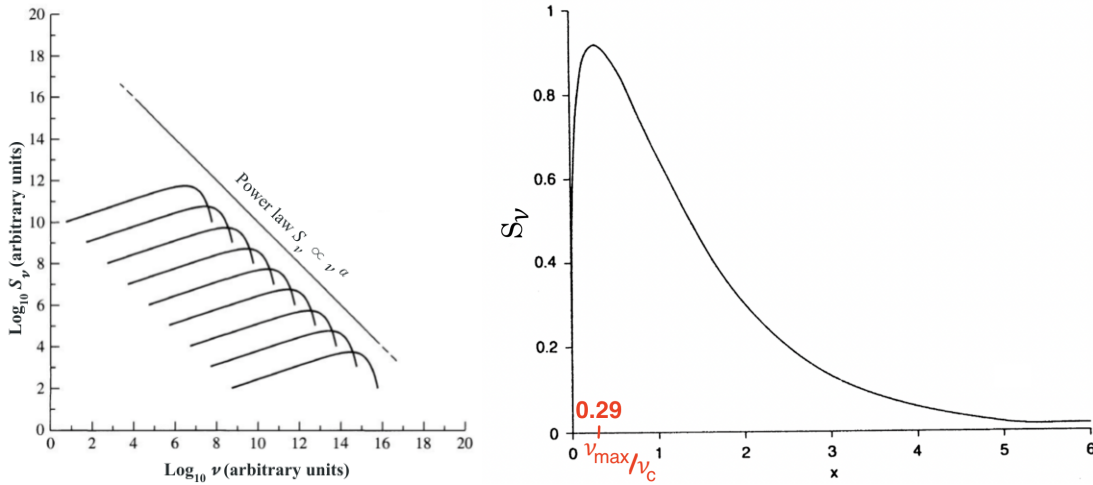 20
18
16
14
12
10
8
6
4
2
0
Log₁₀ Sν (arbitrary units)
Power law Sν ∝ ν^α
0 2 4 6 8 10 12 14 16 18 20
Log₁₀ ν (arbitrary units)
1
0.8
0.6
0.4
0.2
0
Sν
0.29
νmax/νc
0 1 2 3 4 5 6
x